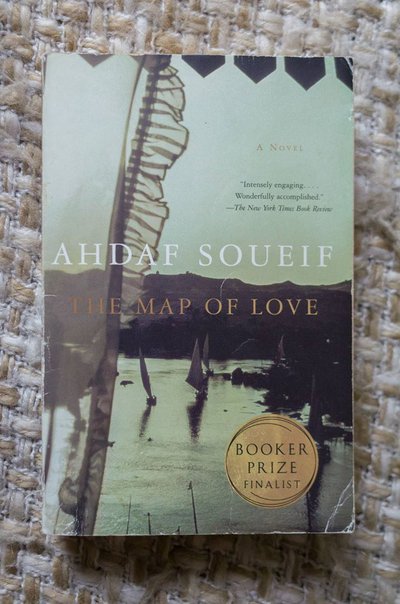 A NOVEL
"Intensely engaging. . . .
Wonderfully accomplished."
—The New York Times Book Review
AHDAF SOUEIF
THE MAP OF LOVE
BOOKER
PRIZE
FINALIST